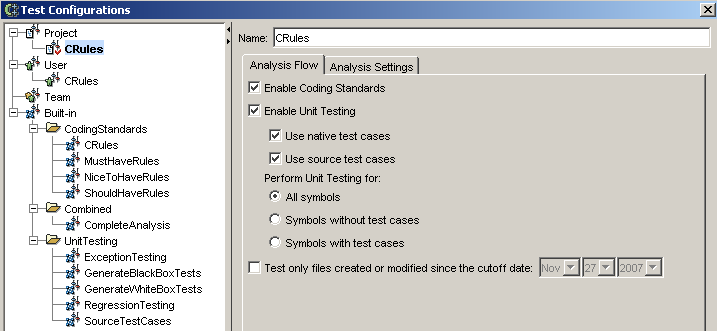 Test Configurations
Project
CRules
User
CRules
Team
Built-in
CodingStandards
CRules
MustHaveRules
NiceToHaveRules
ShouldHaveRules
Combined
CompleteAnalysis
UnitTesting
ExceptionTesting
GenerateBlackBoxTests
GenerateWhiteBoxTests
RegressionTesting
SourceTestCases
Name: CRules
Analysis Flow Analysis Settings
Enable Coding Standards
Enable Unit Testing
Use native test cases
Use source test cases
Perform Unit Testing for:
All symbols
Symbols without test cases
Symbols with test cases
Test only files created or modified since the cutoff date: Nov 27 2007